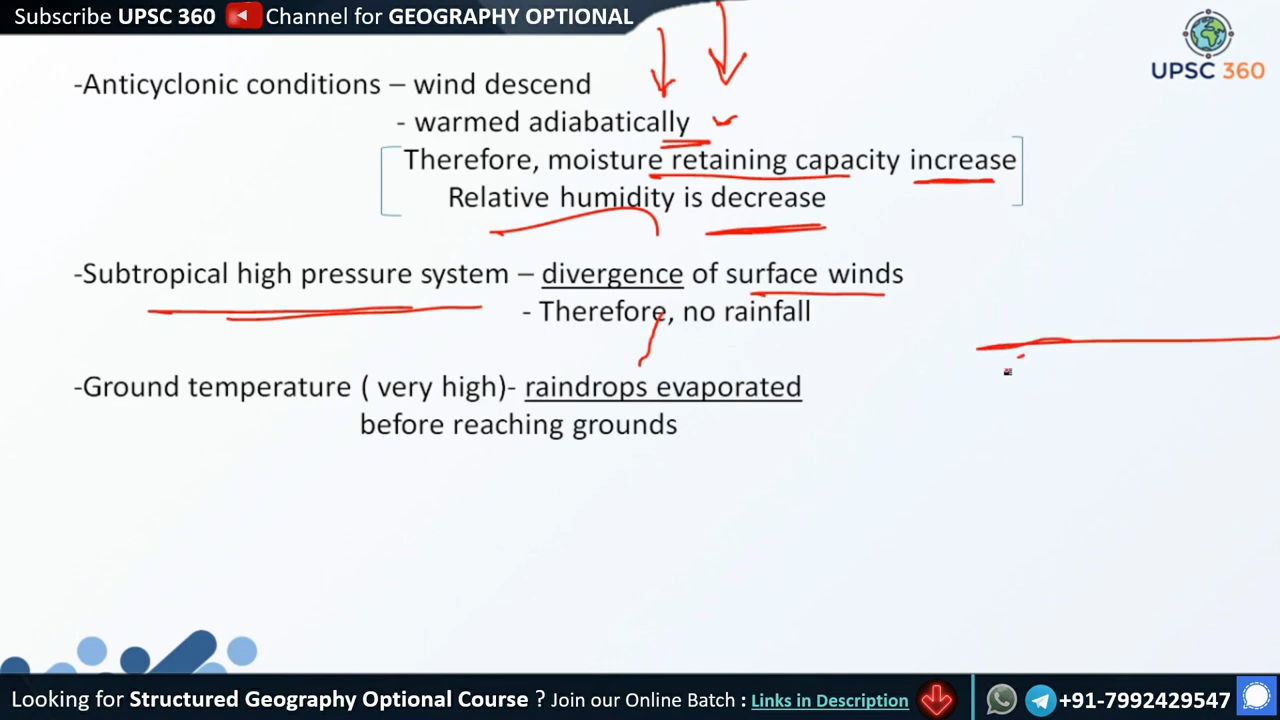 Subscribe UPSC 360 Channel for GEOGRAPHY OPTIONAL
UPSC 360
-Anticyclonic conditions – wind descend
- warmed adiabatically
Therefore, moisture retaining capacity increase
Relative humidity is decrease
-Subtropical high pressure system – divergence of surface winds
- Therefore, no rainfall
-Ground temperature ( very high)- raindrops evaporated
before reaching grounds
Looking for Structured Geography Optional Course ? Join our Online Batch : Links in Description
+91-7992429547